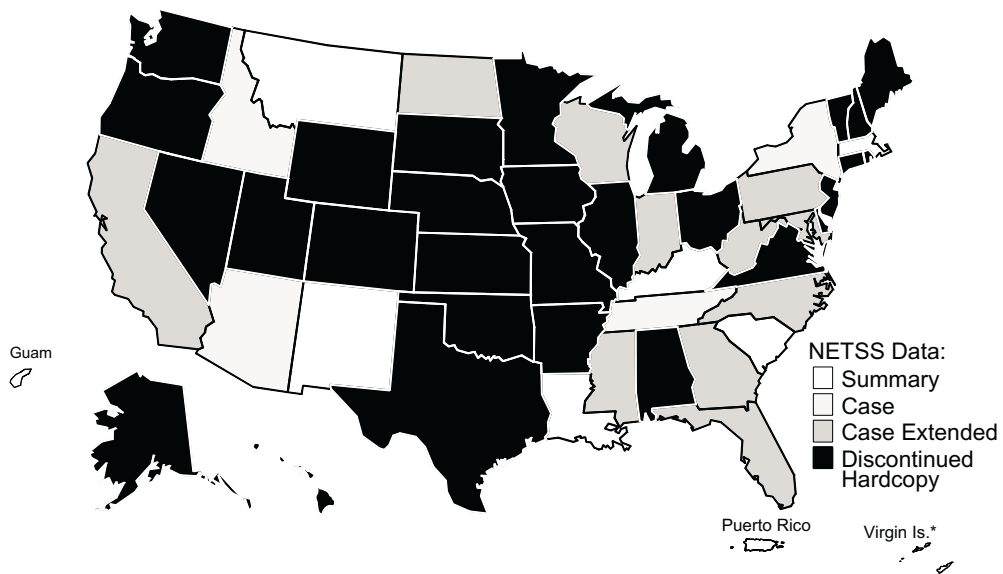 Guam
NETSS Data:
Summary
Case
Case Extended
Discontinued
Hardcopy
Puerto Rico
Virgin Is.*